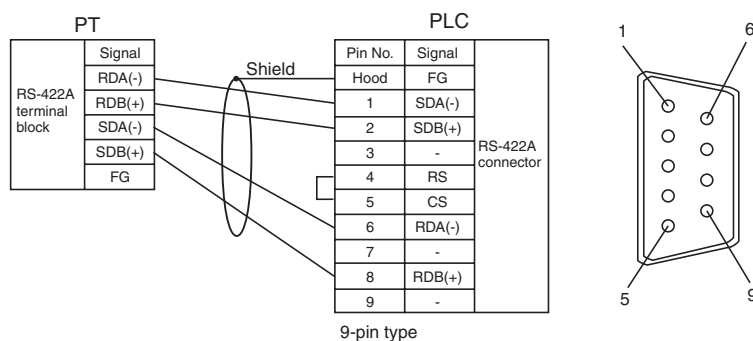 PT
PLC
RS-422A
terminal
block
Signal
RDA(-)
RDB(+)
SDA(-)
SDB(+)
FG
Shield
Pin No. Signal
Hood FG
1 SDA(-)
2 SDB(+)
3 -
4 RS
5 CS
6 RDA(-)
7 -
8 RDB(+)
9 -
RS-422A
connector
9-pin type
1 6
5 9